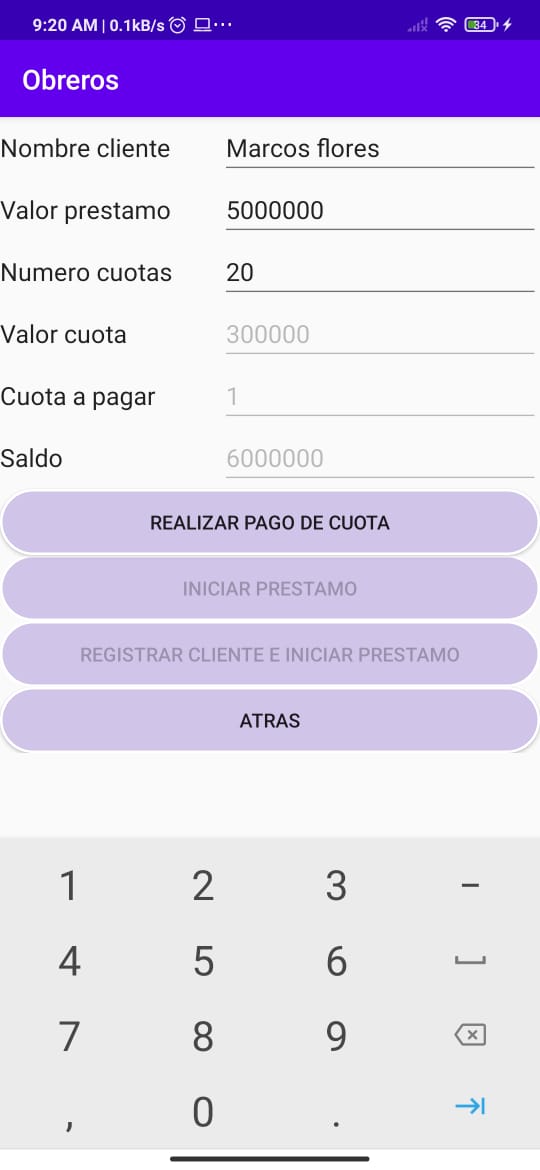 9:20 AM | 0.1kB/s ... 34
Obreros
Nombre cliente Marcos flores
Valor prestamo 5000000
Numero cuotas 20
Valor cuota 300000
Cuota a pagar 1
Saldo 6000000
REALIZAR PAGO DE CUOTA
INICIAR PRESTAMO
REGISTRAR CLIENTE E INICIAR PRESTAMO
ATRAS
1 2 3 -
4 5 6
7 8 9
, 0 .